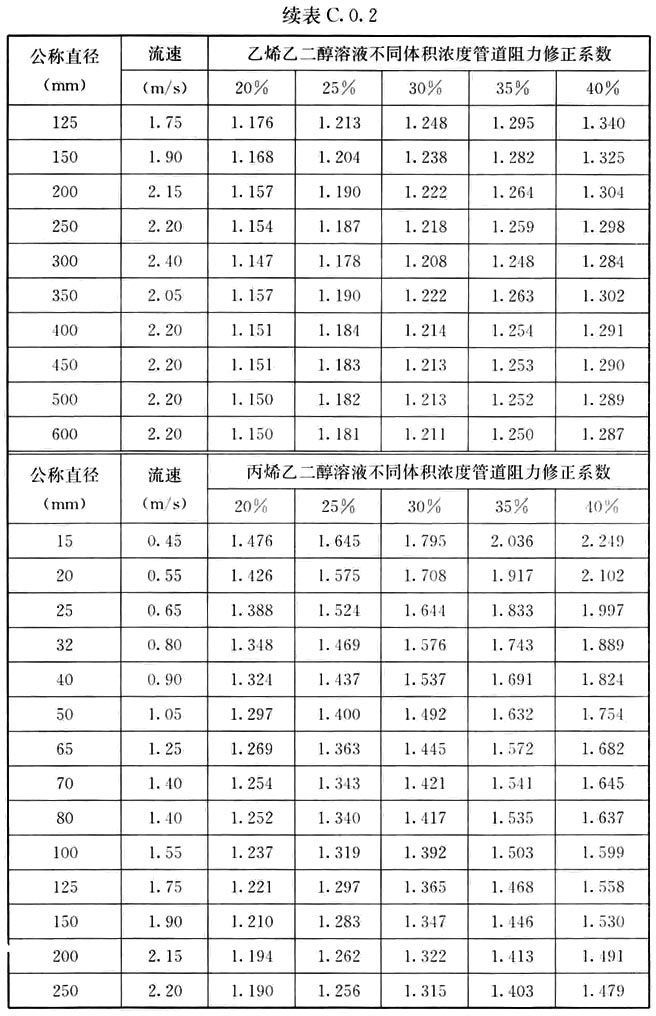 续表 C.0.2
公称直径 流速 乙烯乙二醇溶液不同体积浓度管道阻力修正系数
(mm) (m/s) 20% 25% 30% 35% 40%
125 1.75 1.176 1.213 1.248 1.295 1.340
150 1.90 1.168 1.204 1.238 1.282 1.325
200 2.15 1.157 1.190 1.222 1.264 1.304
250 2.20 1.154 1.187 1.218 1.259 1.298
300 2.40 1.147 1.178 1.208 1.248 1.284
350 2.05 1.157 1.190 1.222 1.263 1.302
400 2.20 1.151 1.184 1.214 1.254 1.291
450 2.20 1.151 1.183 1.213 1.253 1.290
500 2.20 1.150 1.182 1.213 1.252 1.289
600 2.20 1.150 1.181 1.211 1.250 1.287
公称直径 流速 丙烯乙二醇溶液不同体积浓度管道阻力修正系数
(mm) (m/s) 20% 25% 30% 35% 40%
15 0.45 1.476 1.645 1.795 2.036 2.249
20 0.55 1.426 1.575 1.708 1.917 2.102
25 0.65 1.388 1.524 1.644 1.833 1.997
32 0.80 1.348 1.469 1.576 1.743 1.889
40 0.90 1.324 1.437 1.537 1.691 1.824
50 1.05 1.297 1.400 1.492 1.632 1.754
65 1.25 1.269 1.363 1.445 1.572 1.682
70 1.40 1.254 1.343 1.421 1.541 1.645
80 1.40 1.252 1.340 1.417 1.535 1.637
100 1.55 1.237 1.319 1.392 1.503 1.599
125 1.75 1.221 1.297 1.365 1.468 1.558
150 1.90 1.210 1.283 1.347 1.446 1.530
200 2.15 1.194 1.262 1.322 1.413 1.491
250 2.20 1.190 1.256 1.315 1.403 1.479